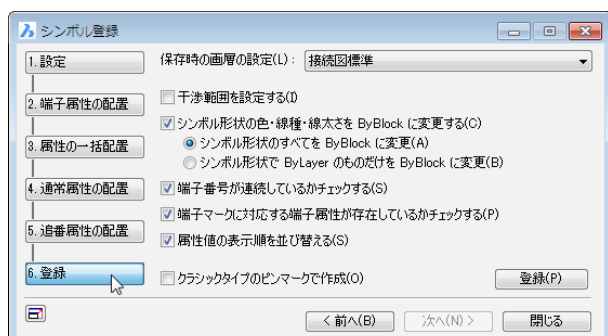 シンボル登録
1.設定
2.端子属性の配置
3.属性の一括配置
4.通常属性の配置
5.追番属性の配置
6.登録
保存時の画層の設定(L):
接続図標準
干渉範囲を設定する(I)
シンボル形状の色・線種・線太さを ByBlock に変更する(C)
シンボル形状のすべてを ByBlock に変更(A)
シンボル形状で ByLayer のものだけを ByBlock に変更(B)
端子番号が連続しているかチェックする(S)
端子マークに対応する端子属性が存在しているかチェックする(P)
属性値の表示順を並び替える(S)
クラシックタイプのピンマークで作成(O)
登録(P)
< 前へ(B)
次へ(N) >
閉じる